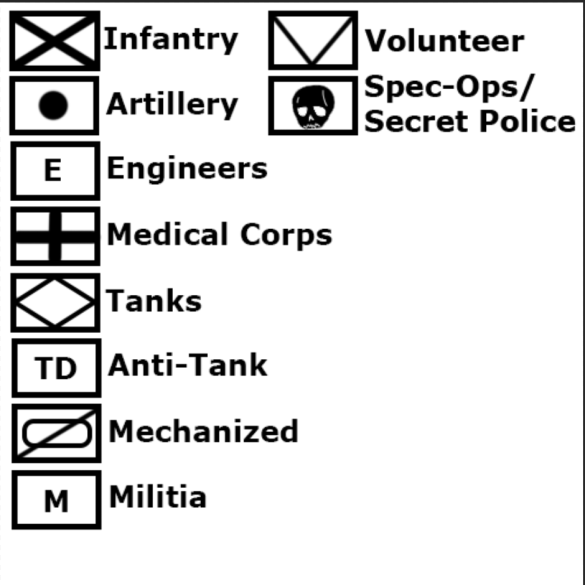 Infantry
Artillery
E Engineers
Medical Corps
Tanks
TD Anti-Tank
Mechanized
M Militia
Volunteer
Spec-Ops/
Secret Police